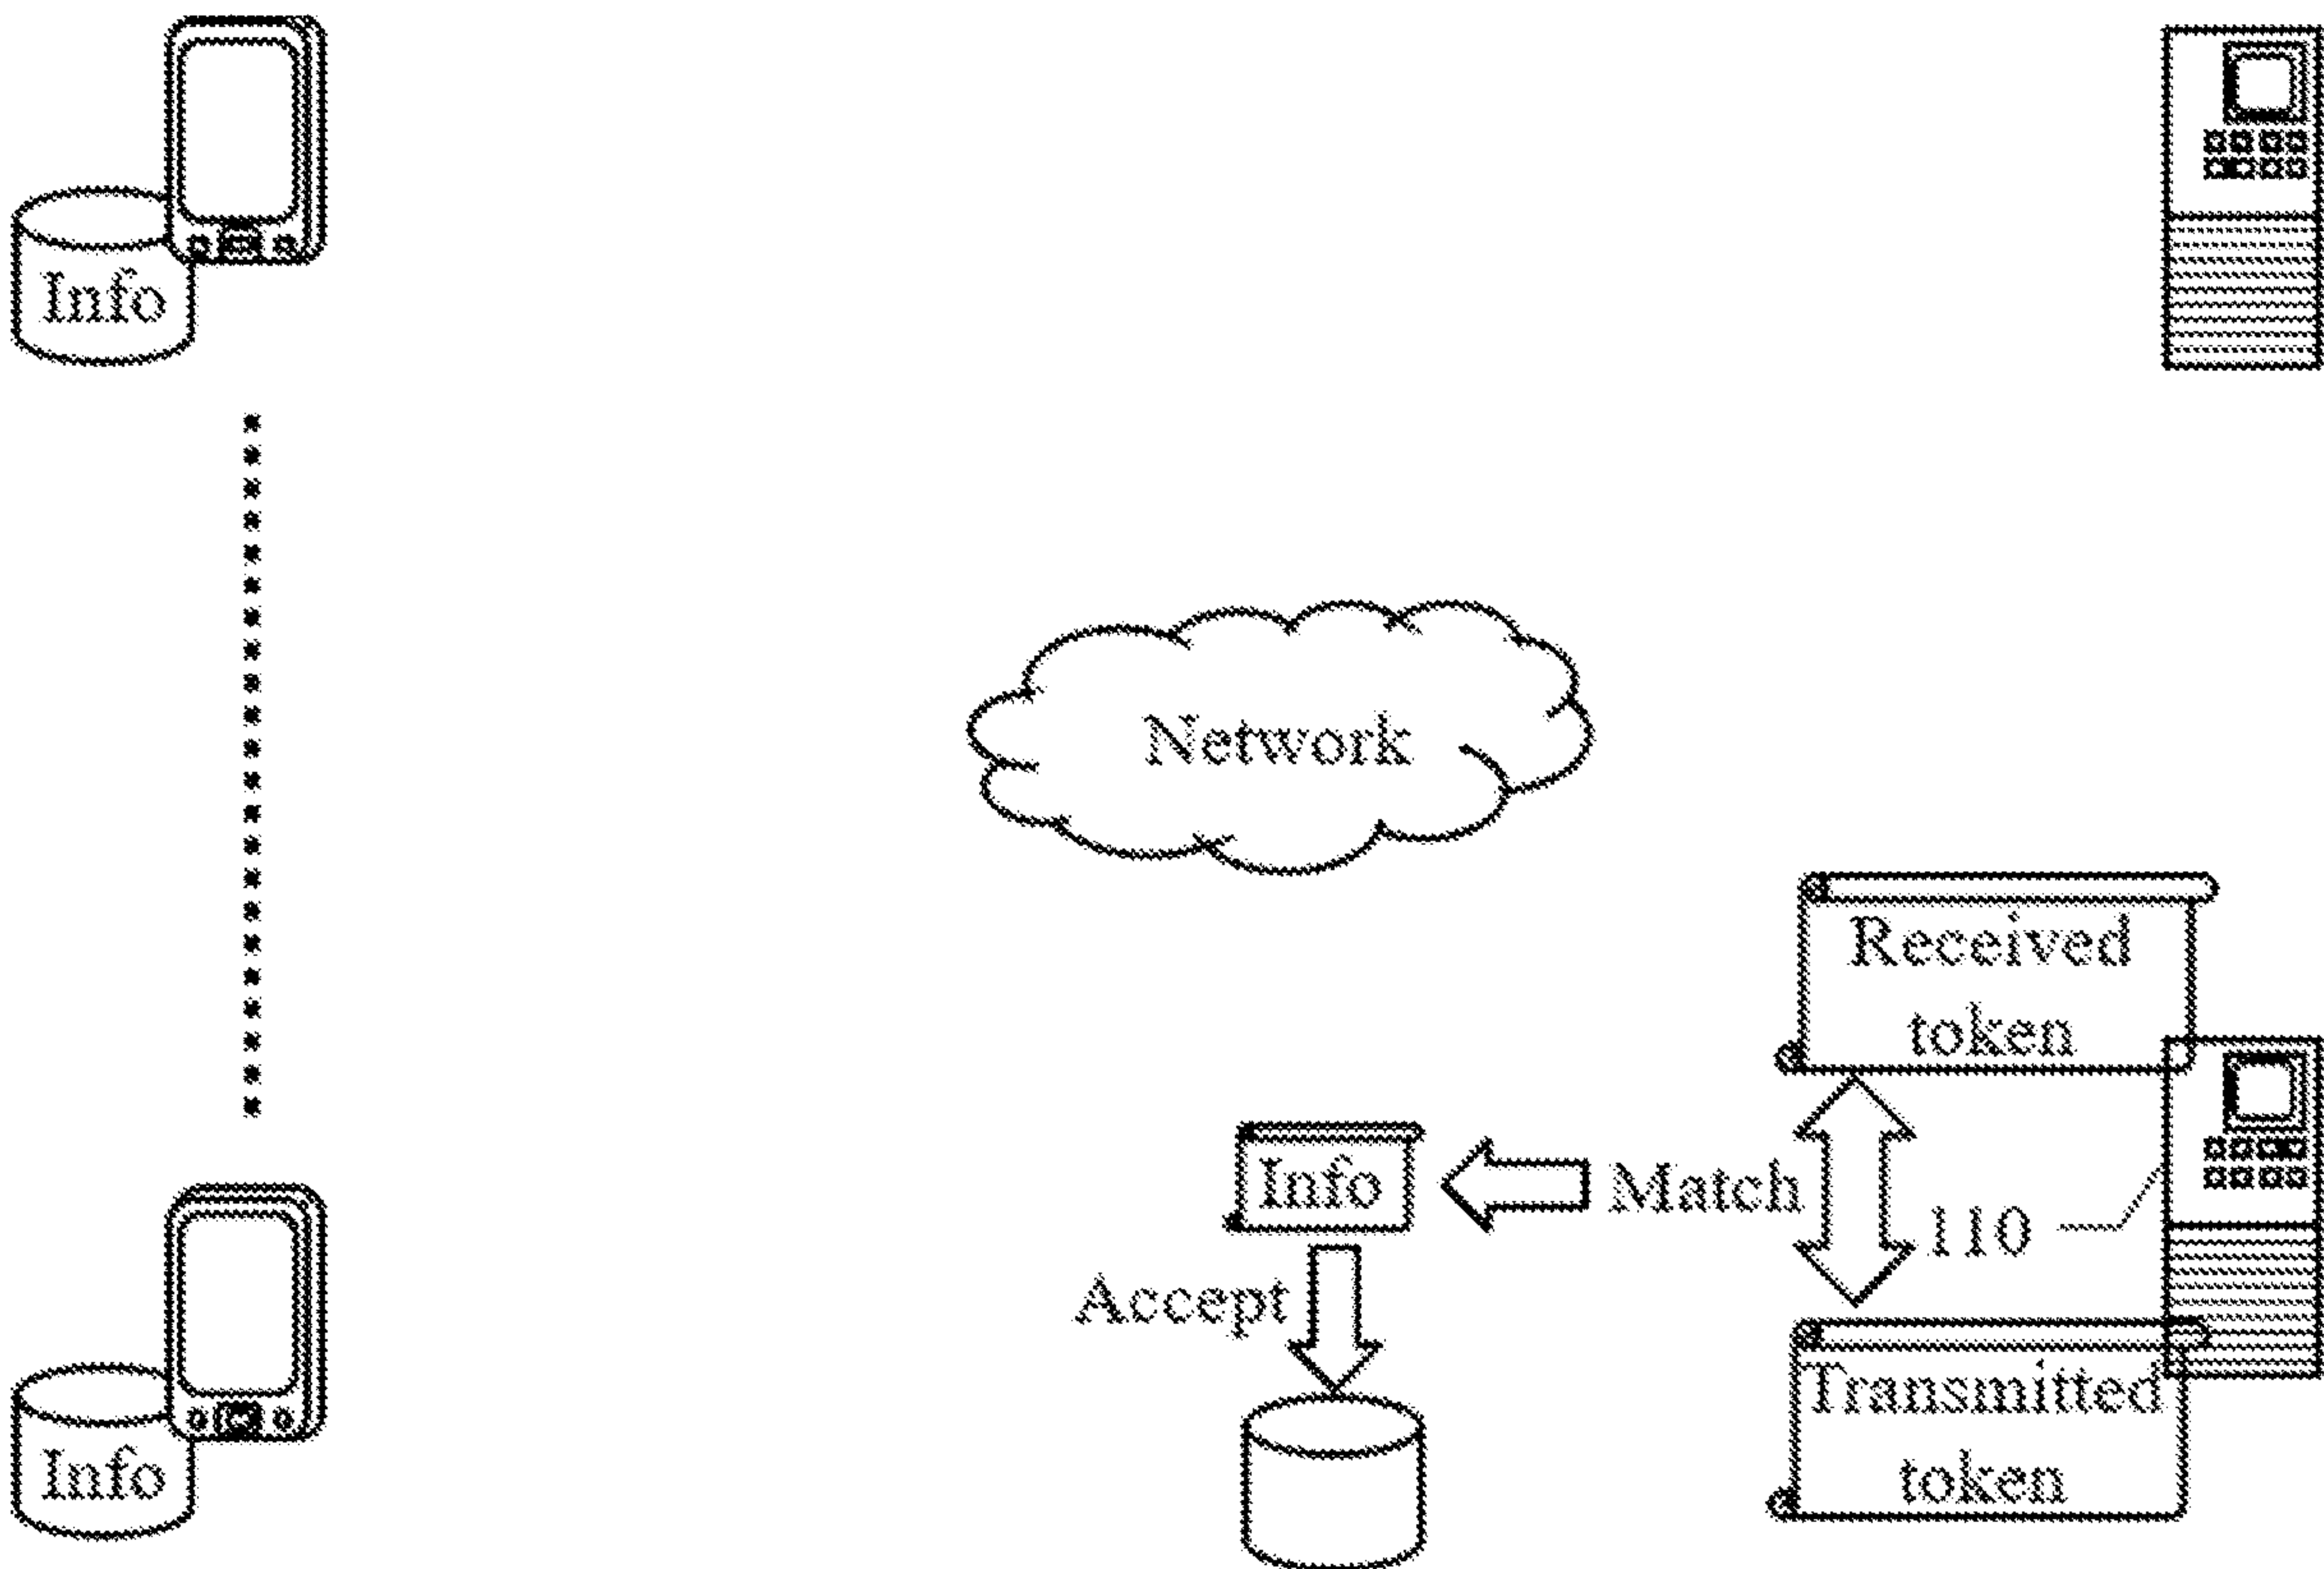 Info
Network
Received
token
Info
Match
110
Accept
Transmitted
token
Info